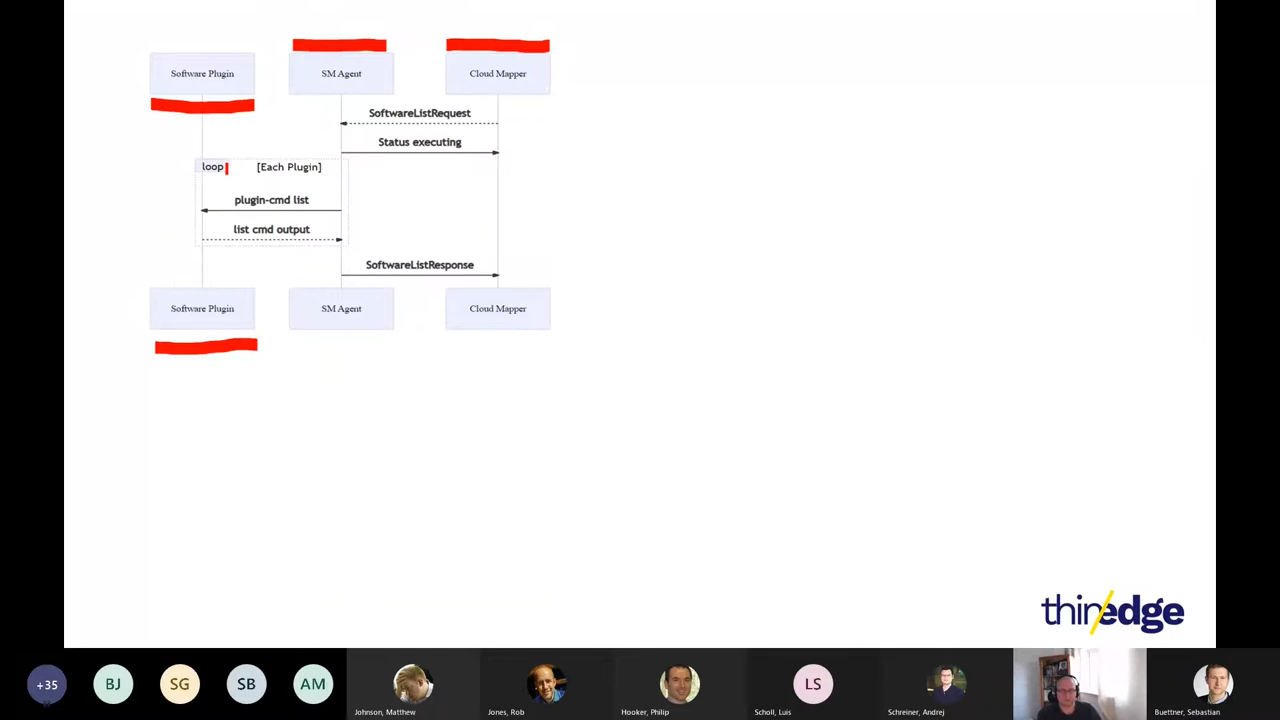 Software Plugin
SM Agent
Cloud Mapper
SoftwareListRequest
Status executing
loop
[Each Plugin]
plugin-cmd list
list cmd output
SoftwareListResponse
Software Plugin
SM Agent
Cloud Mapper
thin/edge
+35
BJ
SG
SB
AM
LS
Johnson, Matthew
Jones, Rob
Hooker, Philip
Scholl, Luis
Schreiner, Andrej
Buettner, Sebastian